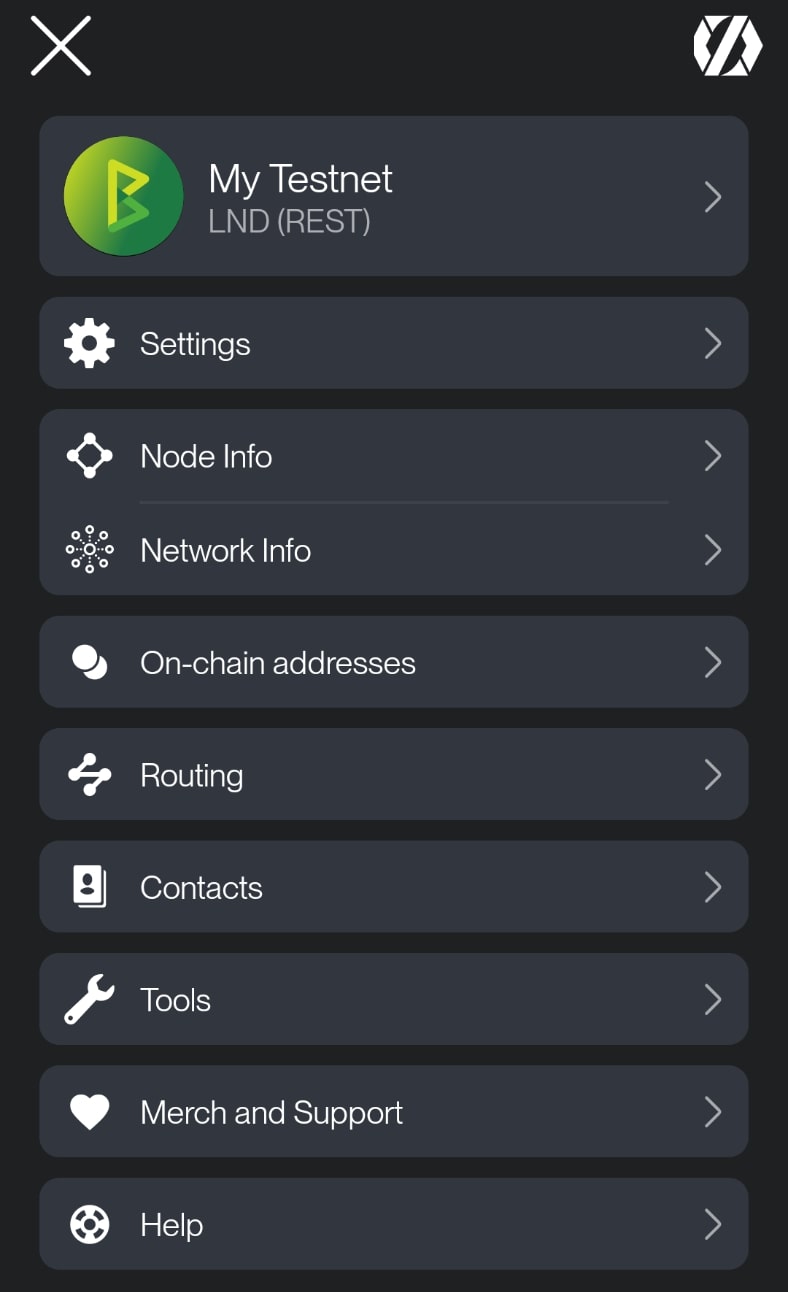 My Testnet
LND (REST)
Settings
Node Info
Network Info
On-chain addresses
Routing
Contacts
Tools
Merch and Support
Help